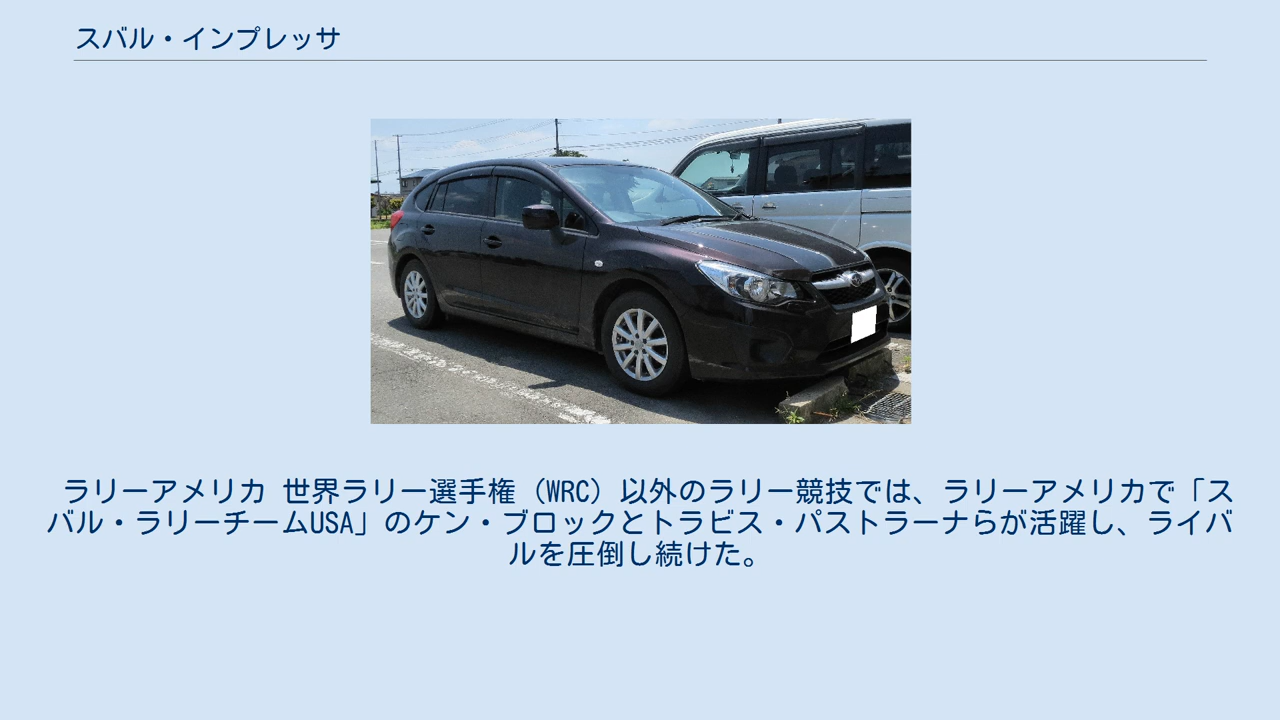 スバル・インプレッサ
ラリーアメリカ 世界ラリー選手権（WRC）以外のラリー競技では、ラリーアメリカで「ス
バル・ラリーチームUSA」のケン・ブロックとトラビス・パストラーナらが活躍し、ライバ
ルを圧倒し続けた。